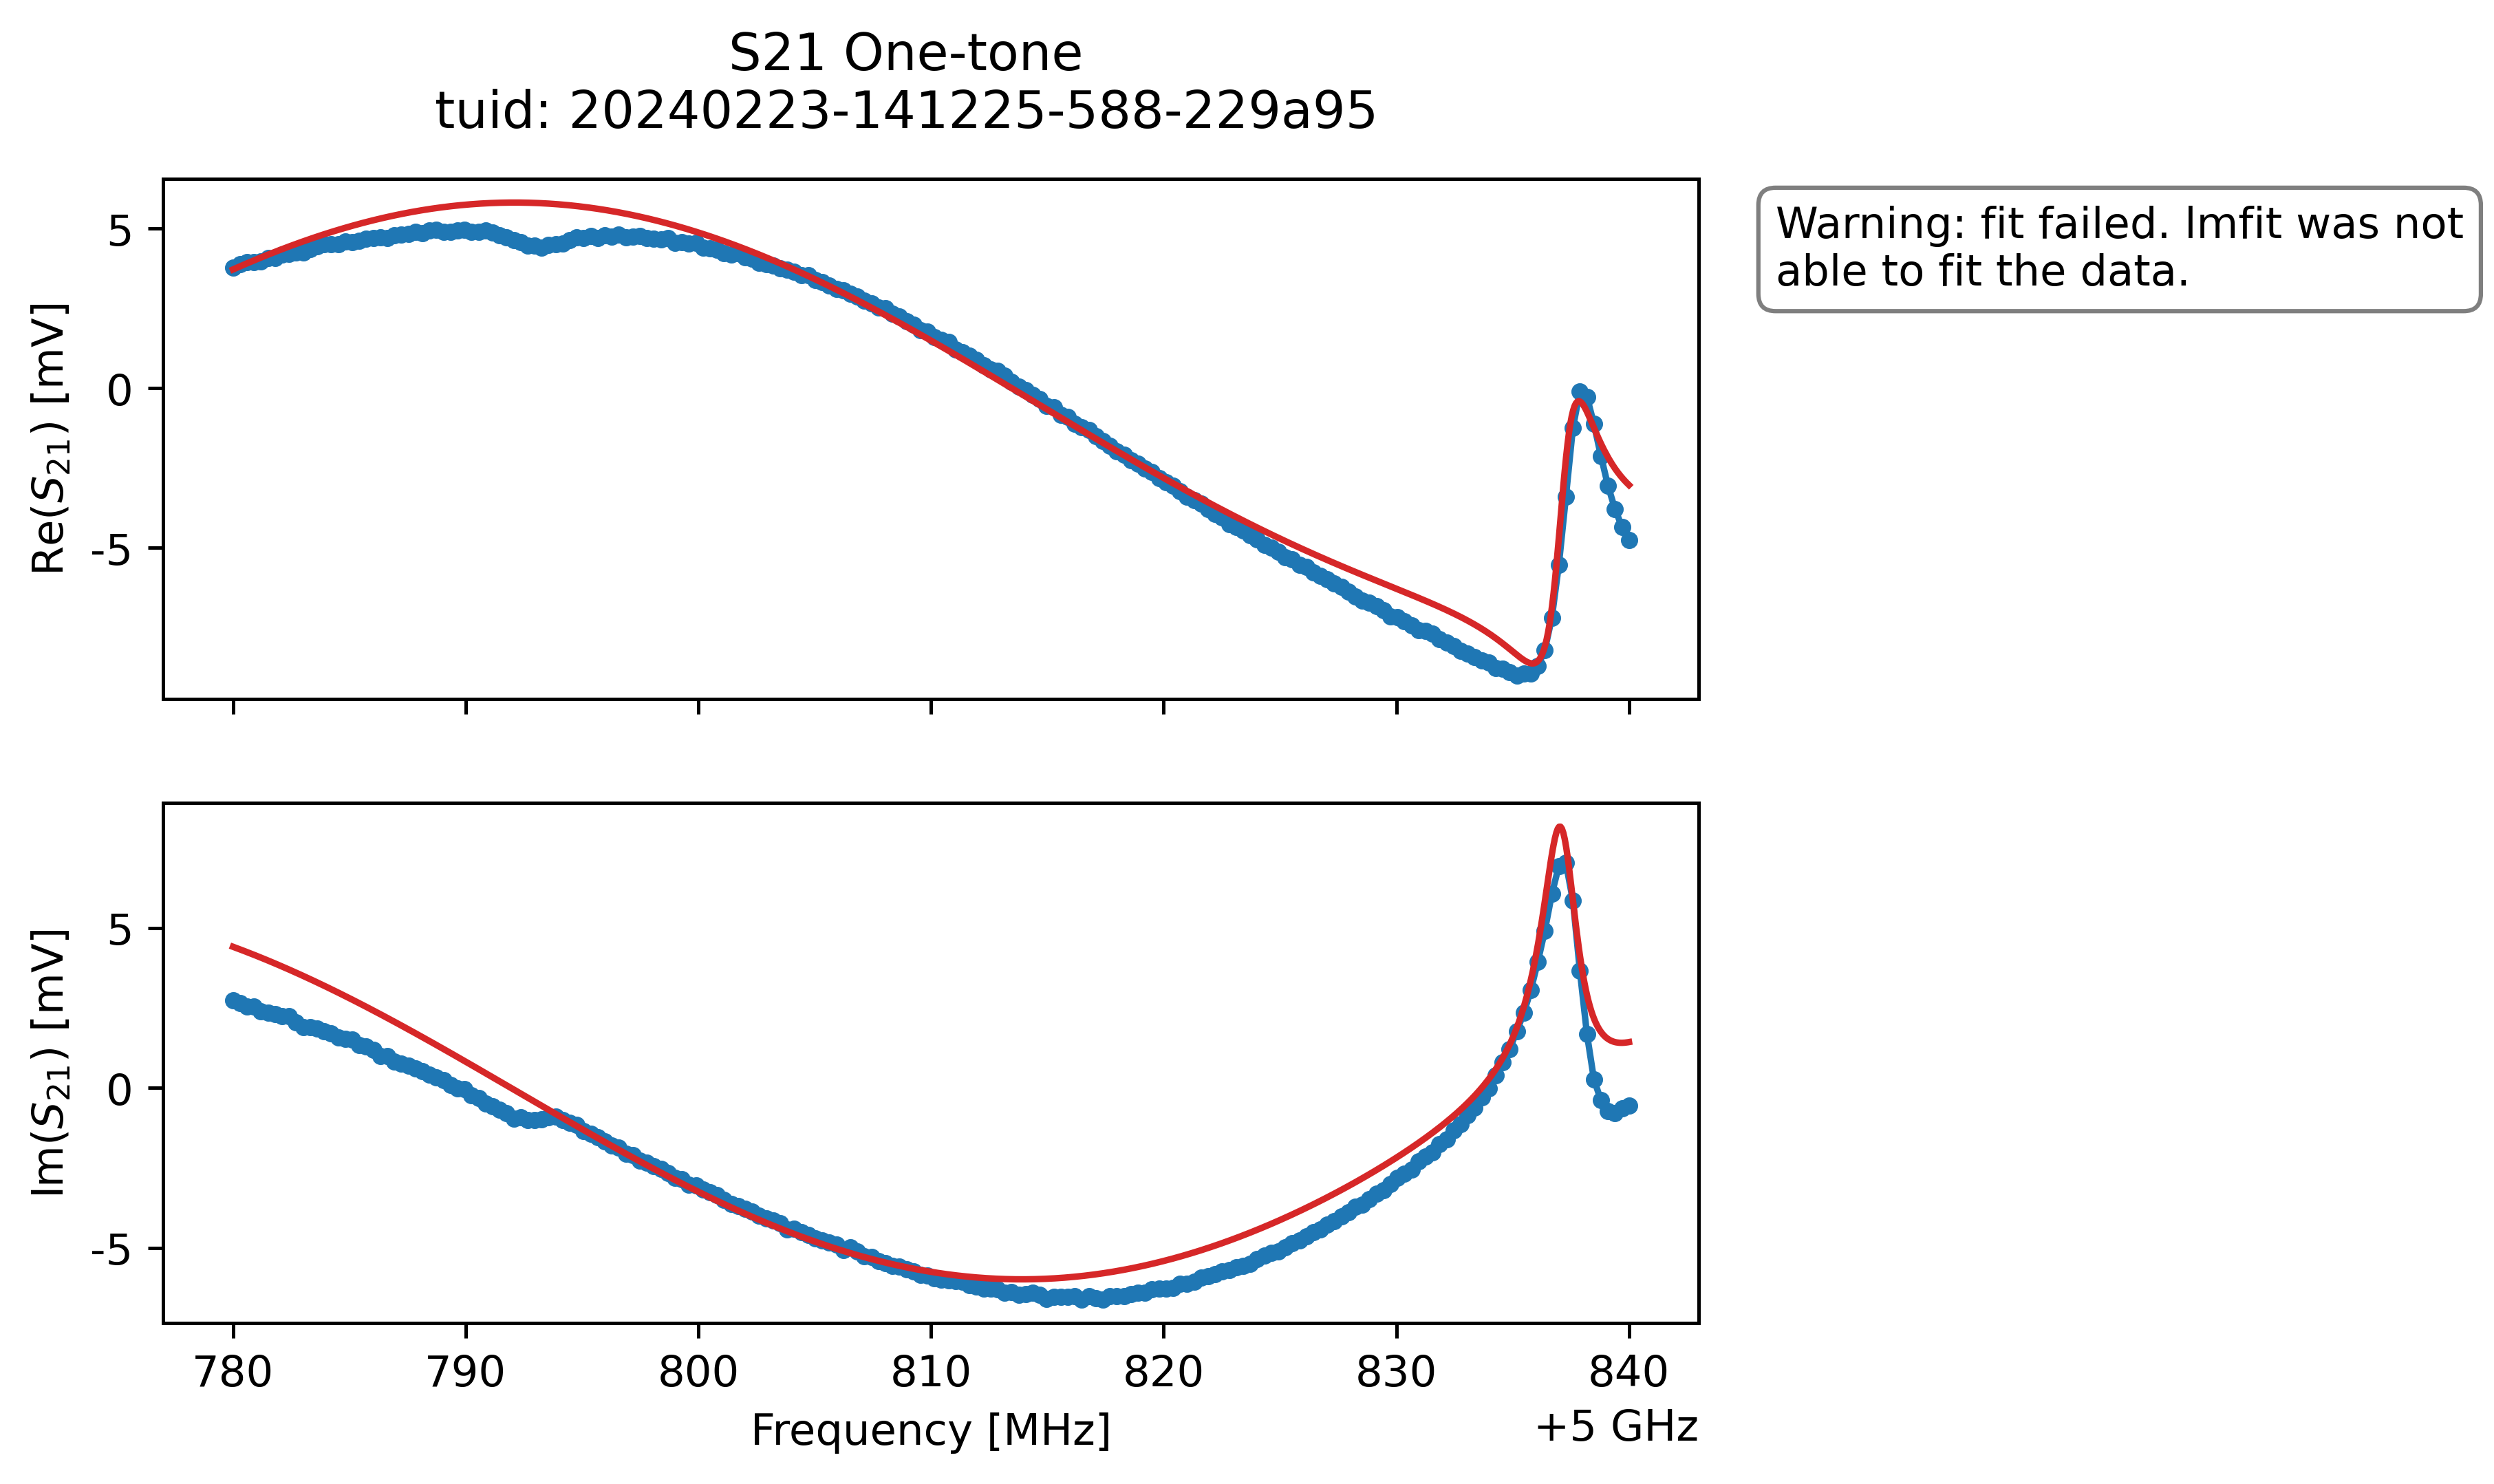 S21 One-tone
tuid: 20240223-141225-588-229a95
Warning: fit failed. lmfit was not
able to fit the data.
Re(S₂₁) [mV]
5
0
-5
Im(S₂₁) [mV]
5
0
-5
780 790 800 810 820 830 840
Frequency [MHz]
+5 GHz